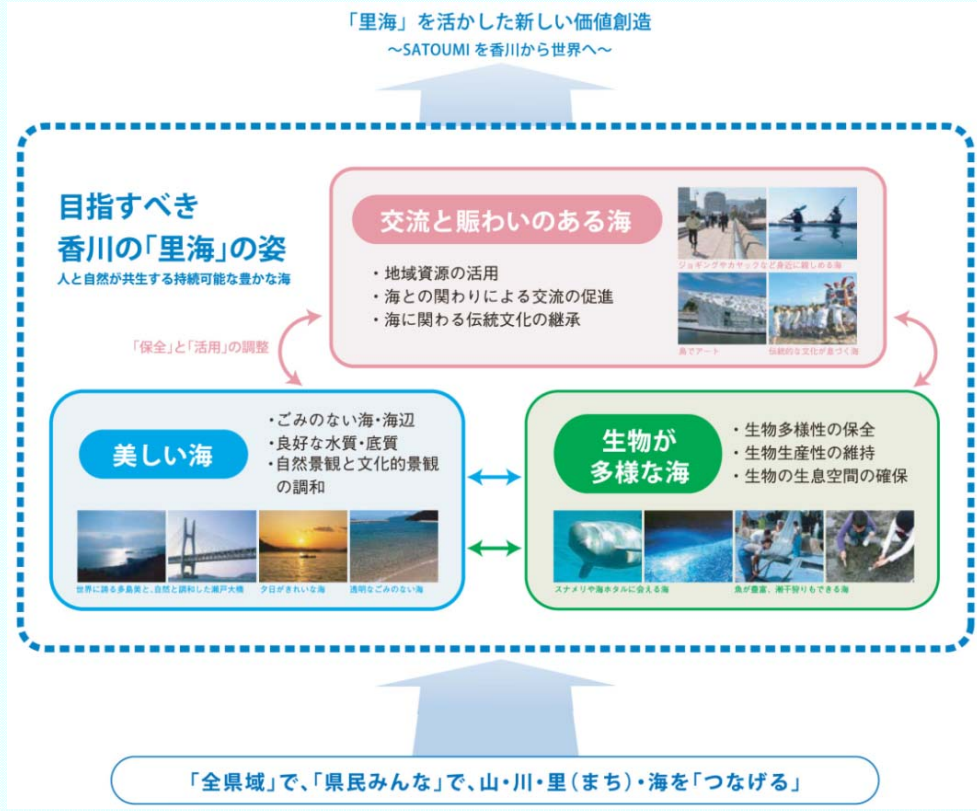 「里海」を活かした新しい価値創造
～SATOUMIを香川から世界へ～
目指すべき
香川の「里海」の姿
人と自然が共生する持続可能な豊かな海
交流と賑わいのある海
・地域資源の活用
・海との関わりによる交流の促進
・海に関わる伝統文化の継承
ジョギングやカヤックなど身近に親しめる海
島でアート
伝統的な文化が息づく海
「保全」と「活用」の調整
美しい海
・ごみのない海・海辺
・良好な水質・底質
・自然景観と文化的景観
の調和
世界に誇る多島美と、自然と調和した瀬戸大橋
夕日がきれいな海
透明なごみのない海
生物が
多様な海
・生物多様性の保全
・生物生産性の維持
・生物の生息空間の確保
スナメリや海ホタルに会える海
魚が豊富、潮干狩りもできる海
「全県域」で、「県民みんな」で、山・川・里（まち）・海を「つなげる」